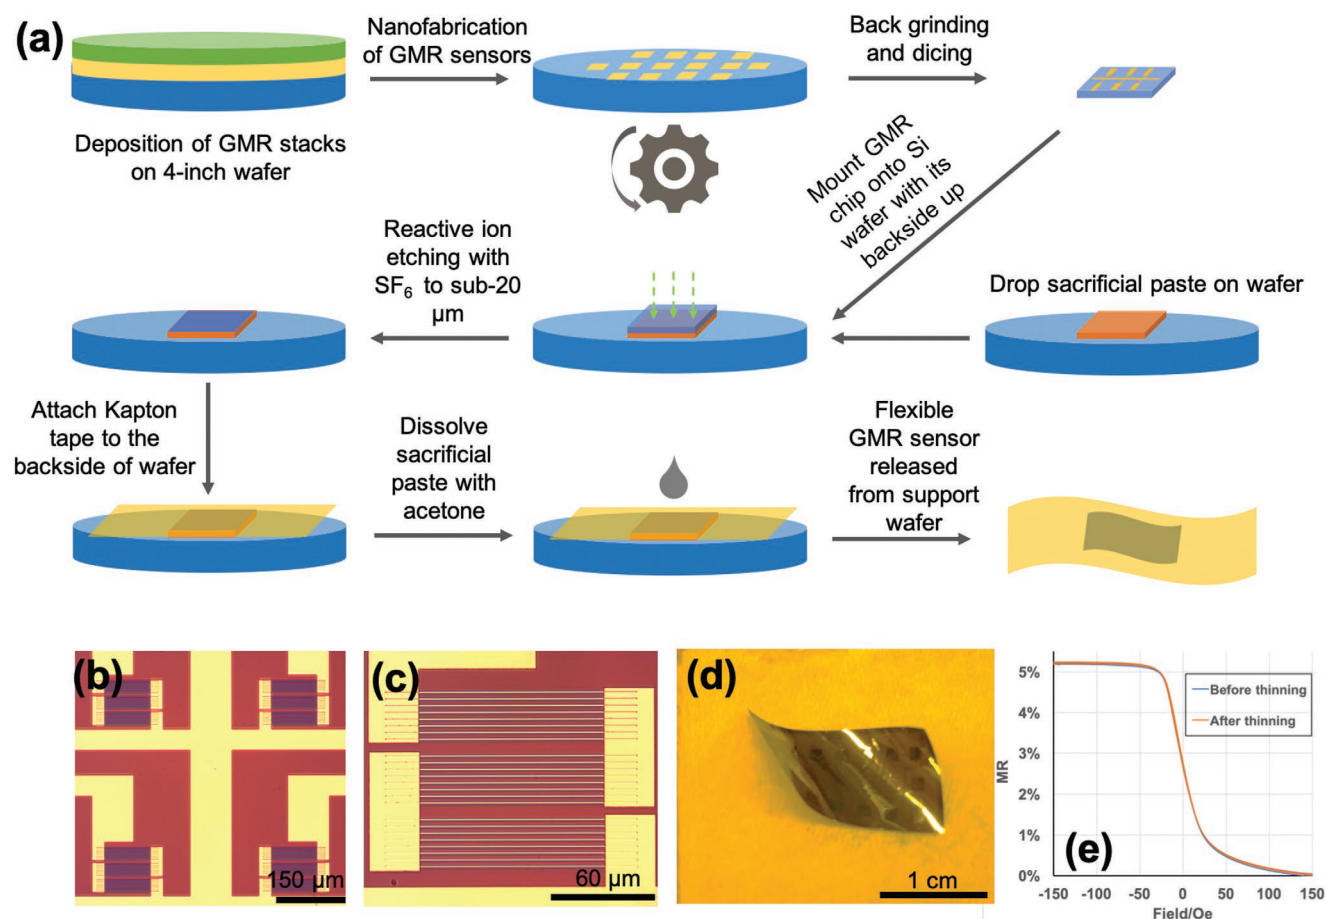 (a)
Nanofabrication
of GMR sensors
Back grinding
and dicing
Deposition of GMR stacks
on 4-inch wafer
Mount GMR
chip onto Si
wafer with its
backside up
Reactive ion
etching with
SF6 to sub-20
μm
Drop sacrificial paste on wafer
Attach Kapton
tape to the
backside of wafer
Dissolve
sacrificial
paste with
acetone
Flexible
GMR sensor
released
from support
wafer
(b)
150 μm
(c)
60 μm
(d)
1 cm
5%
4%
3%
2%
1%
0%
MR
Before thinning
After thinning
(e)
-150 -100 -50 0 50 100 150
Field/Oe